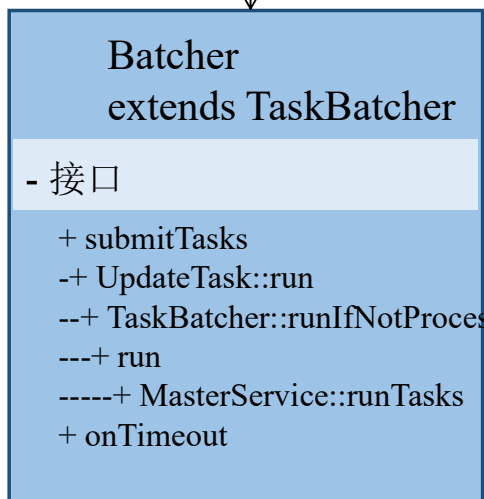 Batcher
extends TaskBatcher
- 接口
+ submitTasks
-+ UpdateTask::run
--+ TaskBatcher::runIfNotProces
---+ run
-----+ MasterService::runTasks
+ onTimeout